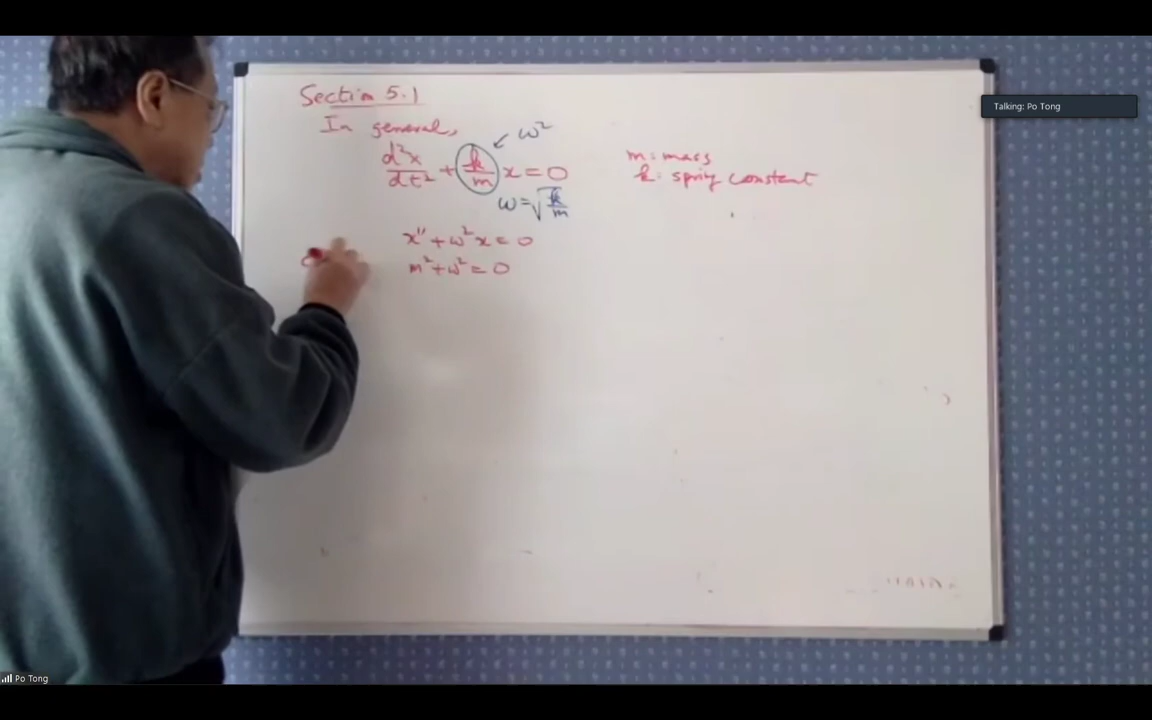 Section 5.1
In general,
ω²
d²x/dt² + k/m x = 0
m: mass
k: spring constant
ω = √k/m
x'' + ω²x = 0
m² + ω² = 0
Talking: Po Tong
Po Tong